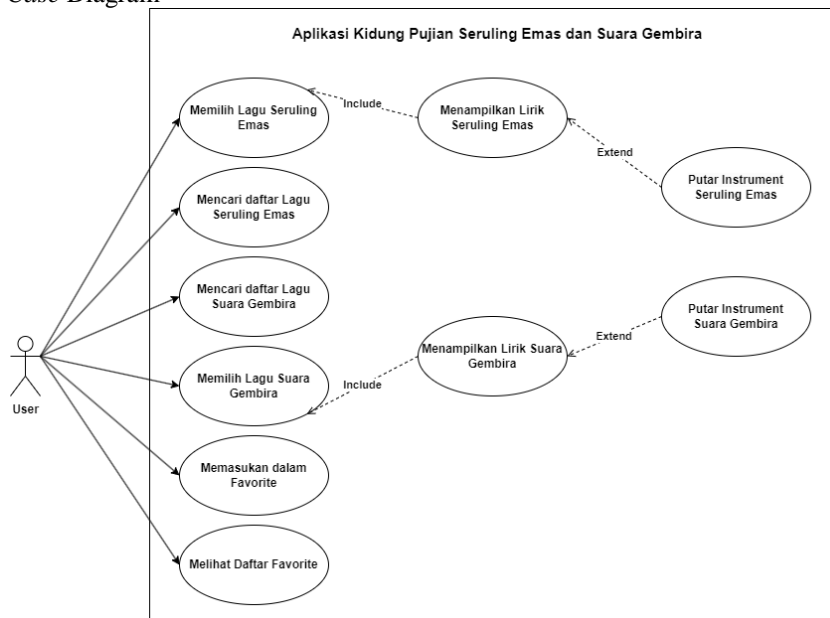 Case Diagram
Aplikasi Kidung Pujian Seruling Emas dan Suara Gembira
Memilih Lagu Seruling
Emas
Include
Menampilkan Lirik
Seruling Emas
Extend
Putar Instrument
Seruling Emas
Mencari daftar Lagu
Seruling Emas
Mencari daftar Lagu
Suara Gembira
Putar Instrument
Suara Gembira
Extend
Menampilkan Lirik Suara
Gembira
Include
Memilih Lagu Suara
Gembira
User
Memasukan dalam
Favorite
Melihat Daftar Favorite